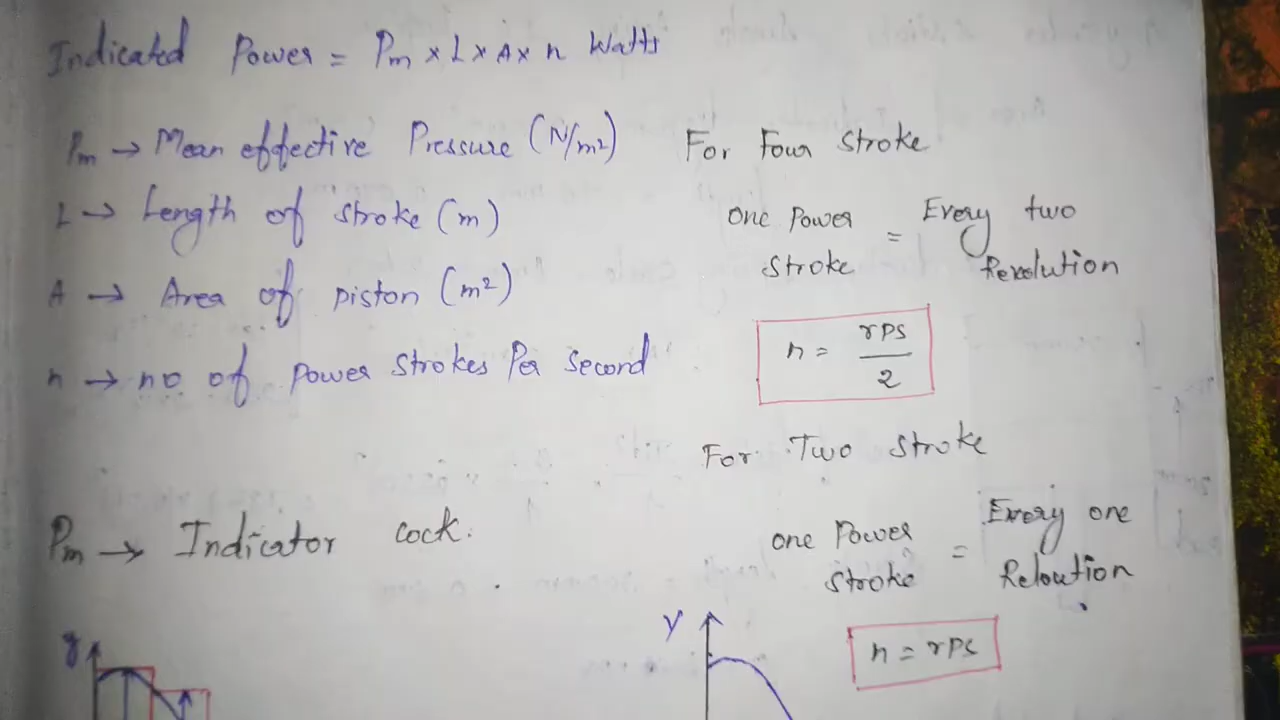 Indicated Power = Pm × L × A × n Watts
Pm → Mean effective Pressure (N/m²)
L → Length of stroke (m)
A → Area of piston (m²)
n → no of power strokes Per second
Pm → Indicator cock.
y
For Four stroke
One Power stroke = Every two Revolution
n = rps / 2
For Two stroke
one Power stroke = Every one Reloution
n = rps
y